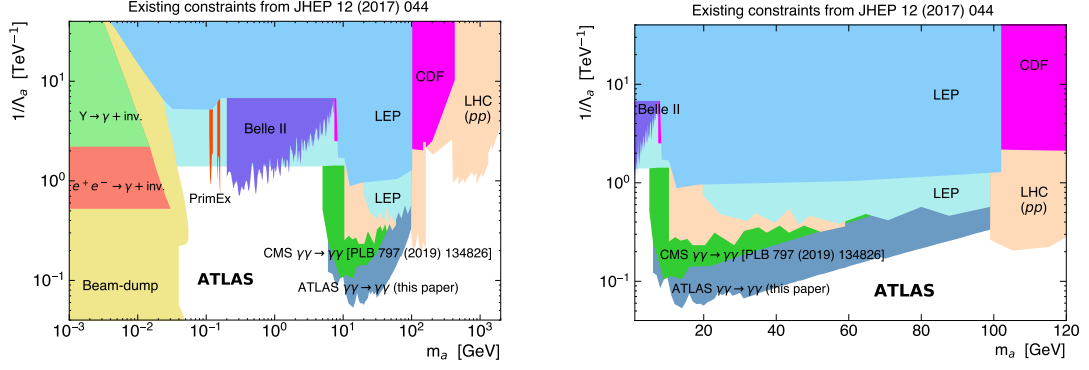 Existing constraints from JHEP 12 (2017) 044
1/Λₐ [TeV⁻¹]
10¹
10⁰
10⁻¹
ϒ → γ + inv.
e⁺e⁻ → γ + inv.
Beam-dump
PrimEx
Belle II
LEP
LEP
CDF
LHC
(pp)
CMS γγ → γγ [PLB 797 (2019) 134826]
ATLAS
ATLAS γγ → γγ (this paper)
10⁻³ 10⁻² 10⁻¹ 10⁰ 10¹ 10² 10³
mₐ [GeV]
Existing constraints from JHEP 12 (2017) 044
1/Λₐ [TeV⁻¹]
10¹
10⁰
10⁻¹
Belle II
LEP
CDF
LEP
LHC
(pp)
CMS γγ → γγ [PLB 797 (2019) 134826]
ATLAS γγ → γγ (this paper)
ATLAS
20 40 60 80 100 120
mₐ [GeV]